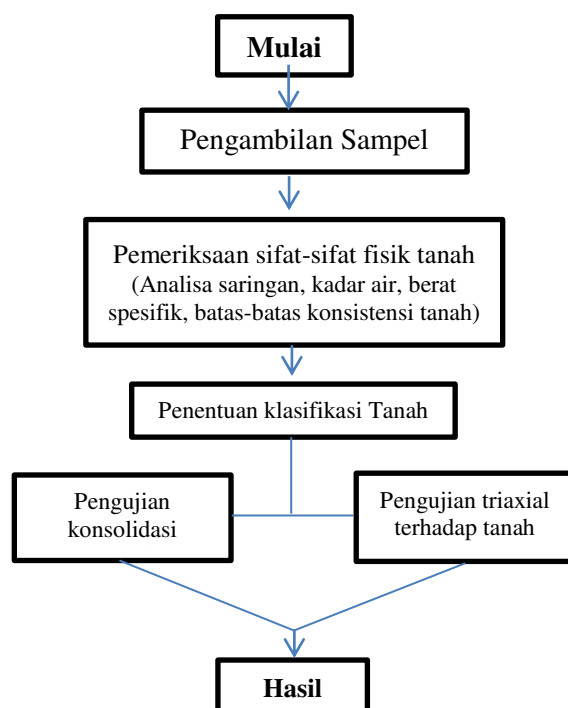 Mulai
Pengambilan Sampel
Pemeriksaan sifat-sifat fisik tanah
(Analisa saringan, kadar air, berat
spesifik, batas-batas konsistensi tanah)
Penentuan klasifikasi Tanah
Pengujian
konsolidasi
Pengujian triaxial
terhadap tanah
Hasil